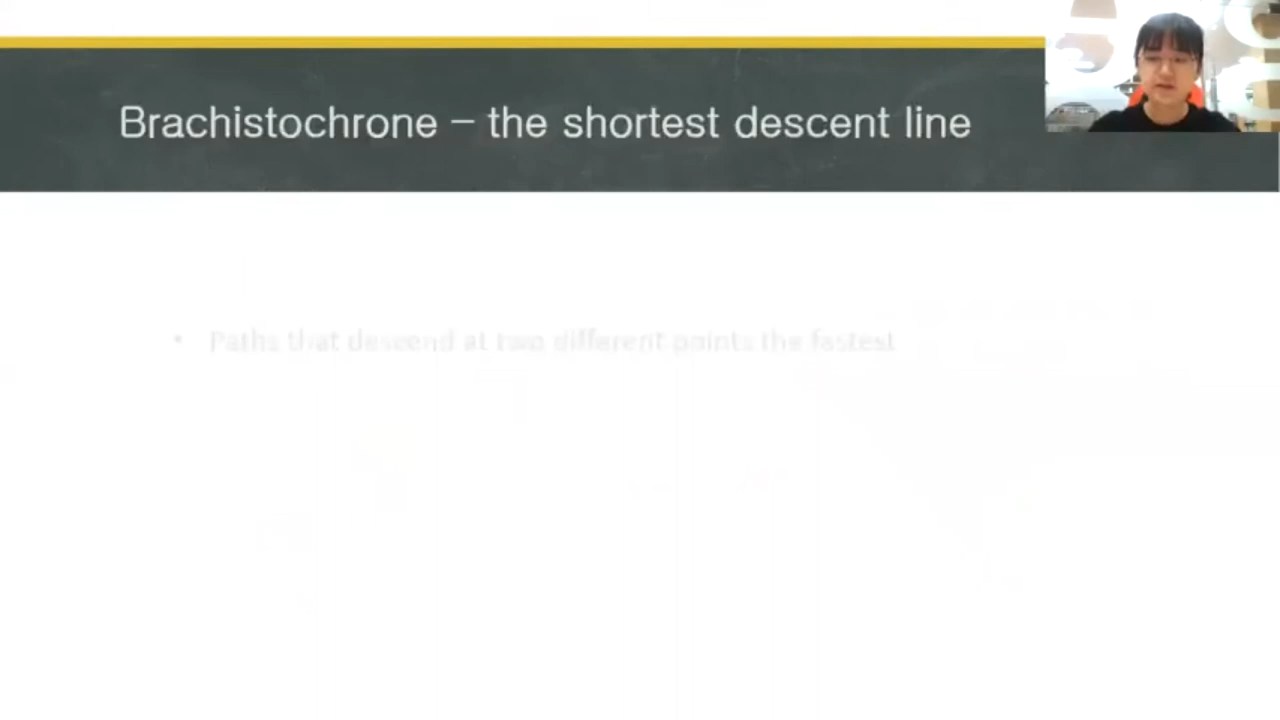 Brachistochrone – the shortest descent line
• Paths that descend at two different points the fastest